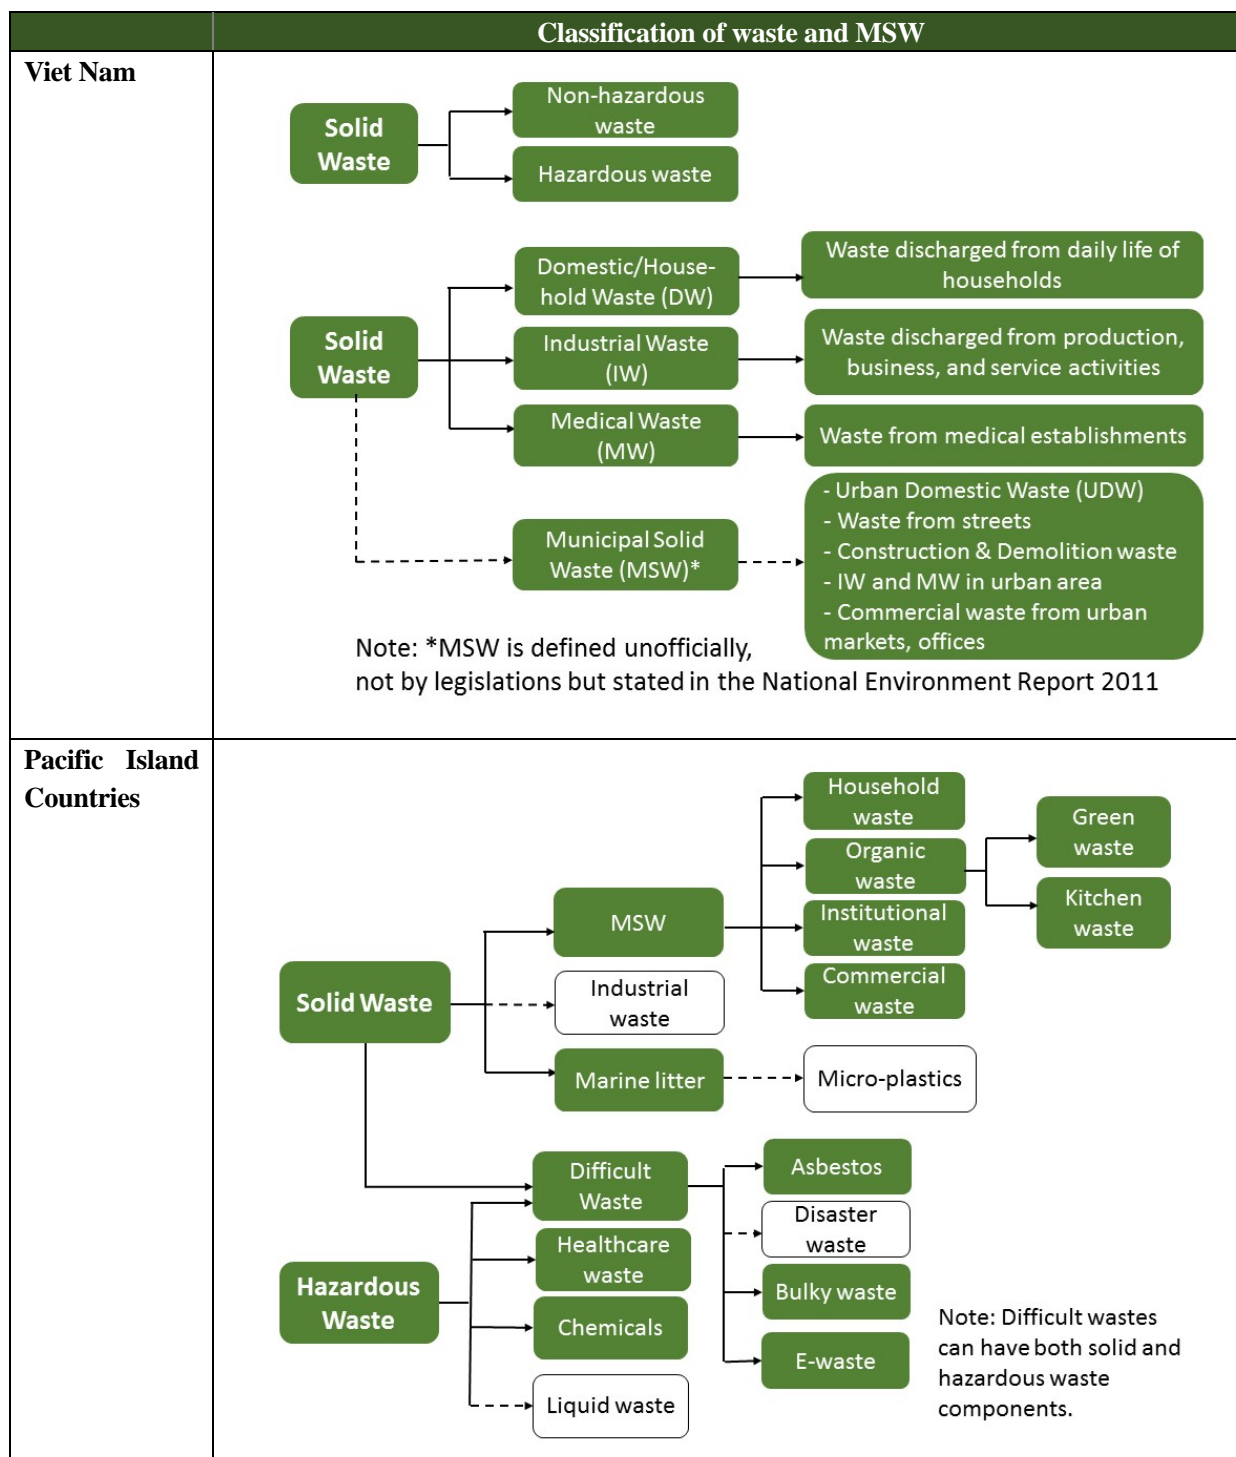 Classification of waste and MSW
Viet Nam
Solid
Waste
Non-hazardous
waste
Hazardous waste
Solid
Waste
Domestic/House-
hold Waste (DW)
Waste discharged from daily life of
households
Industrial Waste
(IW)
Waste discharged from production,
business, and service activities
Medical Waste
(MW)
Waste from medical establishments
Municipal Solid
Waste (MSW)*
- Urban Domestic Waste (UDW)
- Waste from streets
- Construction & Demolition waste
- IW and MW in urban area
- Commercial waste from urban
markets, offices
Note: *MSW is defined unofficially,
not by legislations but stated in the National Environment Report 2011
Pacific Island
Countries
Solid Waste
MSW
Household
waste
Organic
waste
Green
waste
Kitchen
waste
Institutional
waste
Commercial
waste
Industrial
waste
Marine litter
Micro-plastics
Hazardous
Waste
Difficult
Waste
Asbestos
Disaster
waste
Bulky waste
E-waste
Healthcare
waste
Chemicals
Liquid waste
Note: Difficult wastes
can have both solid and
hazardous waste
components.